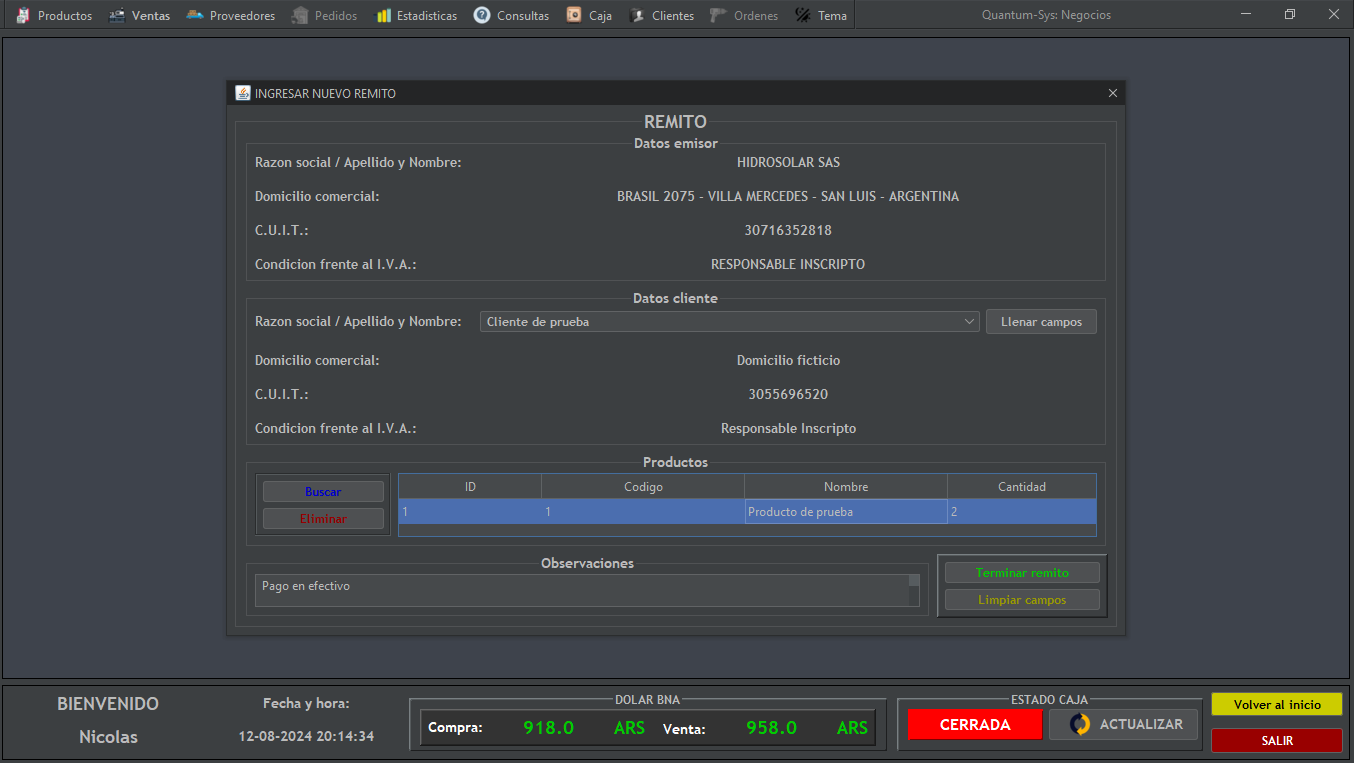 Productos Ventas Proveedores Pedidos Estadisticas Consultas Caja Clientes Ordenes Tema Quantum-Sys: Negocios
INGRESAR NUEVO REMITO
REMITO
Datos emisor
Razon social / Apellido y Nombre: HIDROSOLAR SAS
Domicilio comercial: BRASIL 2075 - VILLA MERCEDES - SAN LUIS - ARGENTINA
C.U.I.T.: 30716352818
Condicion frente al I.V.A.: RESPONSABLE INSCRIPTO
Datos cliente
Razon social / Apellido y Nombre: Cliente de prueba Llenar campos
Domicilio comercial: Domicilio ficticio
C.U.I.T.: 3055696520
Condicion frente al I.V.A.: Responsable Inscripto
Productos
Buscar
Eliminar
ID Codigo Nombre Cantidad
1 1 Producto de prueba 2
Observaciones
Pago en efectivo
Terminar remito
Limpiar campos
BIENVENIDO
Nicolas
Fecha y hora:
12-08-2024 20:14:34
DOLAR BNA
Compra: 918.0 ARS Venta: 958.0 ARS
ESTADO CAJA
CERRADA ACTUALIZAR
Volver al inicio
SALIR